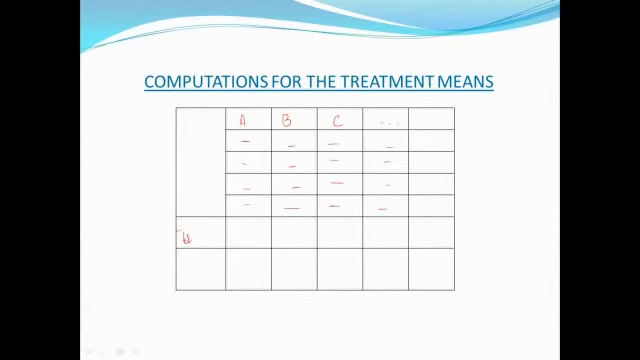 COMPUTATIONS FOR THE TREATMENT MEANS
A B C ...
– – – –
– – – –
– – – –
– – – –